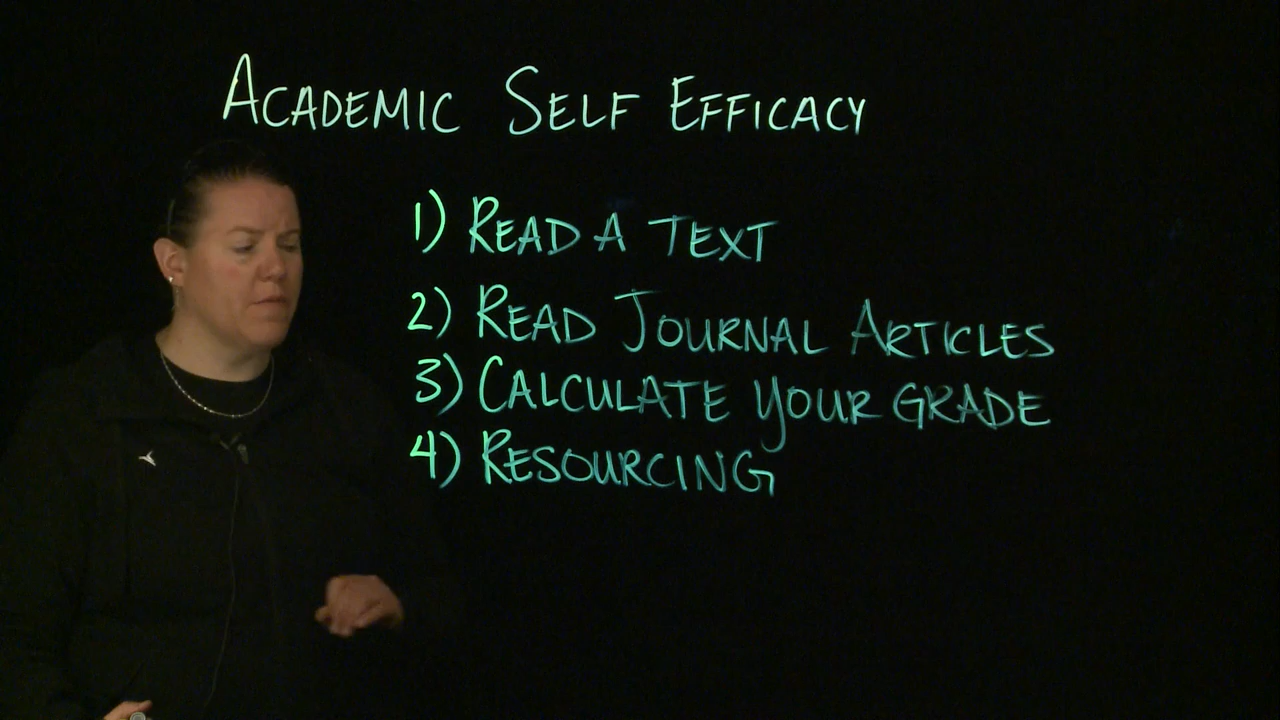 ACADEMIC SELF EFFICACY
1) READ A TEXT
2) READ JOURNAL ARTICLES
3) CALCULATE YOUR GRADE
4) RESOURCING